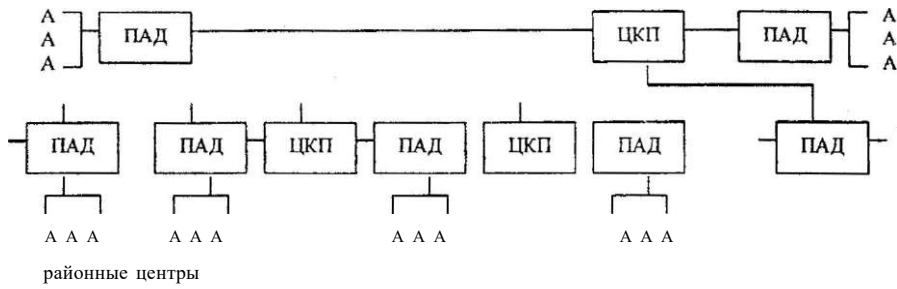 А ПАД ЦКП ПАД А
А А
А А
ПАД ПАД ЦКП ПАД ЦКП ПАД ПАД
А А А А А А А А А А А А
районные центры